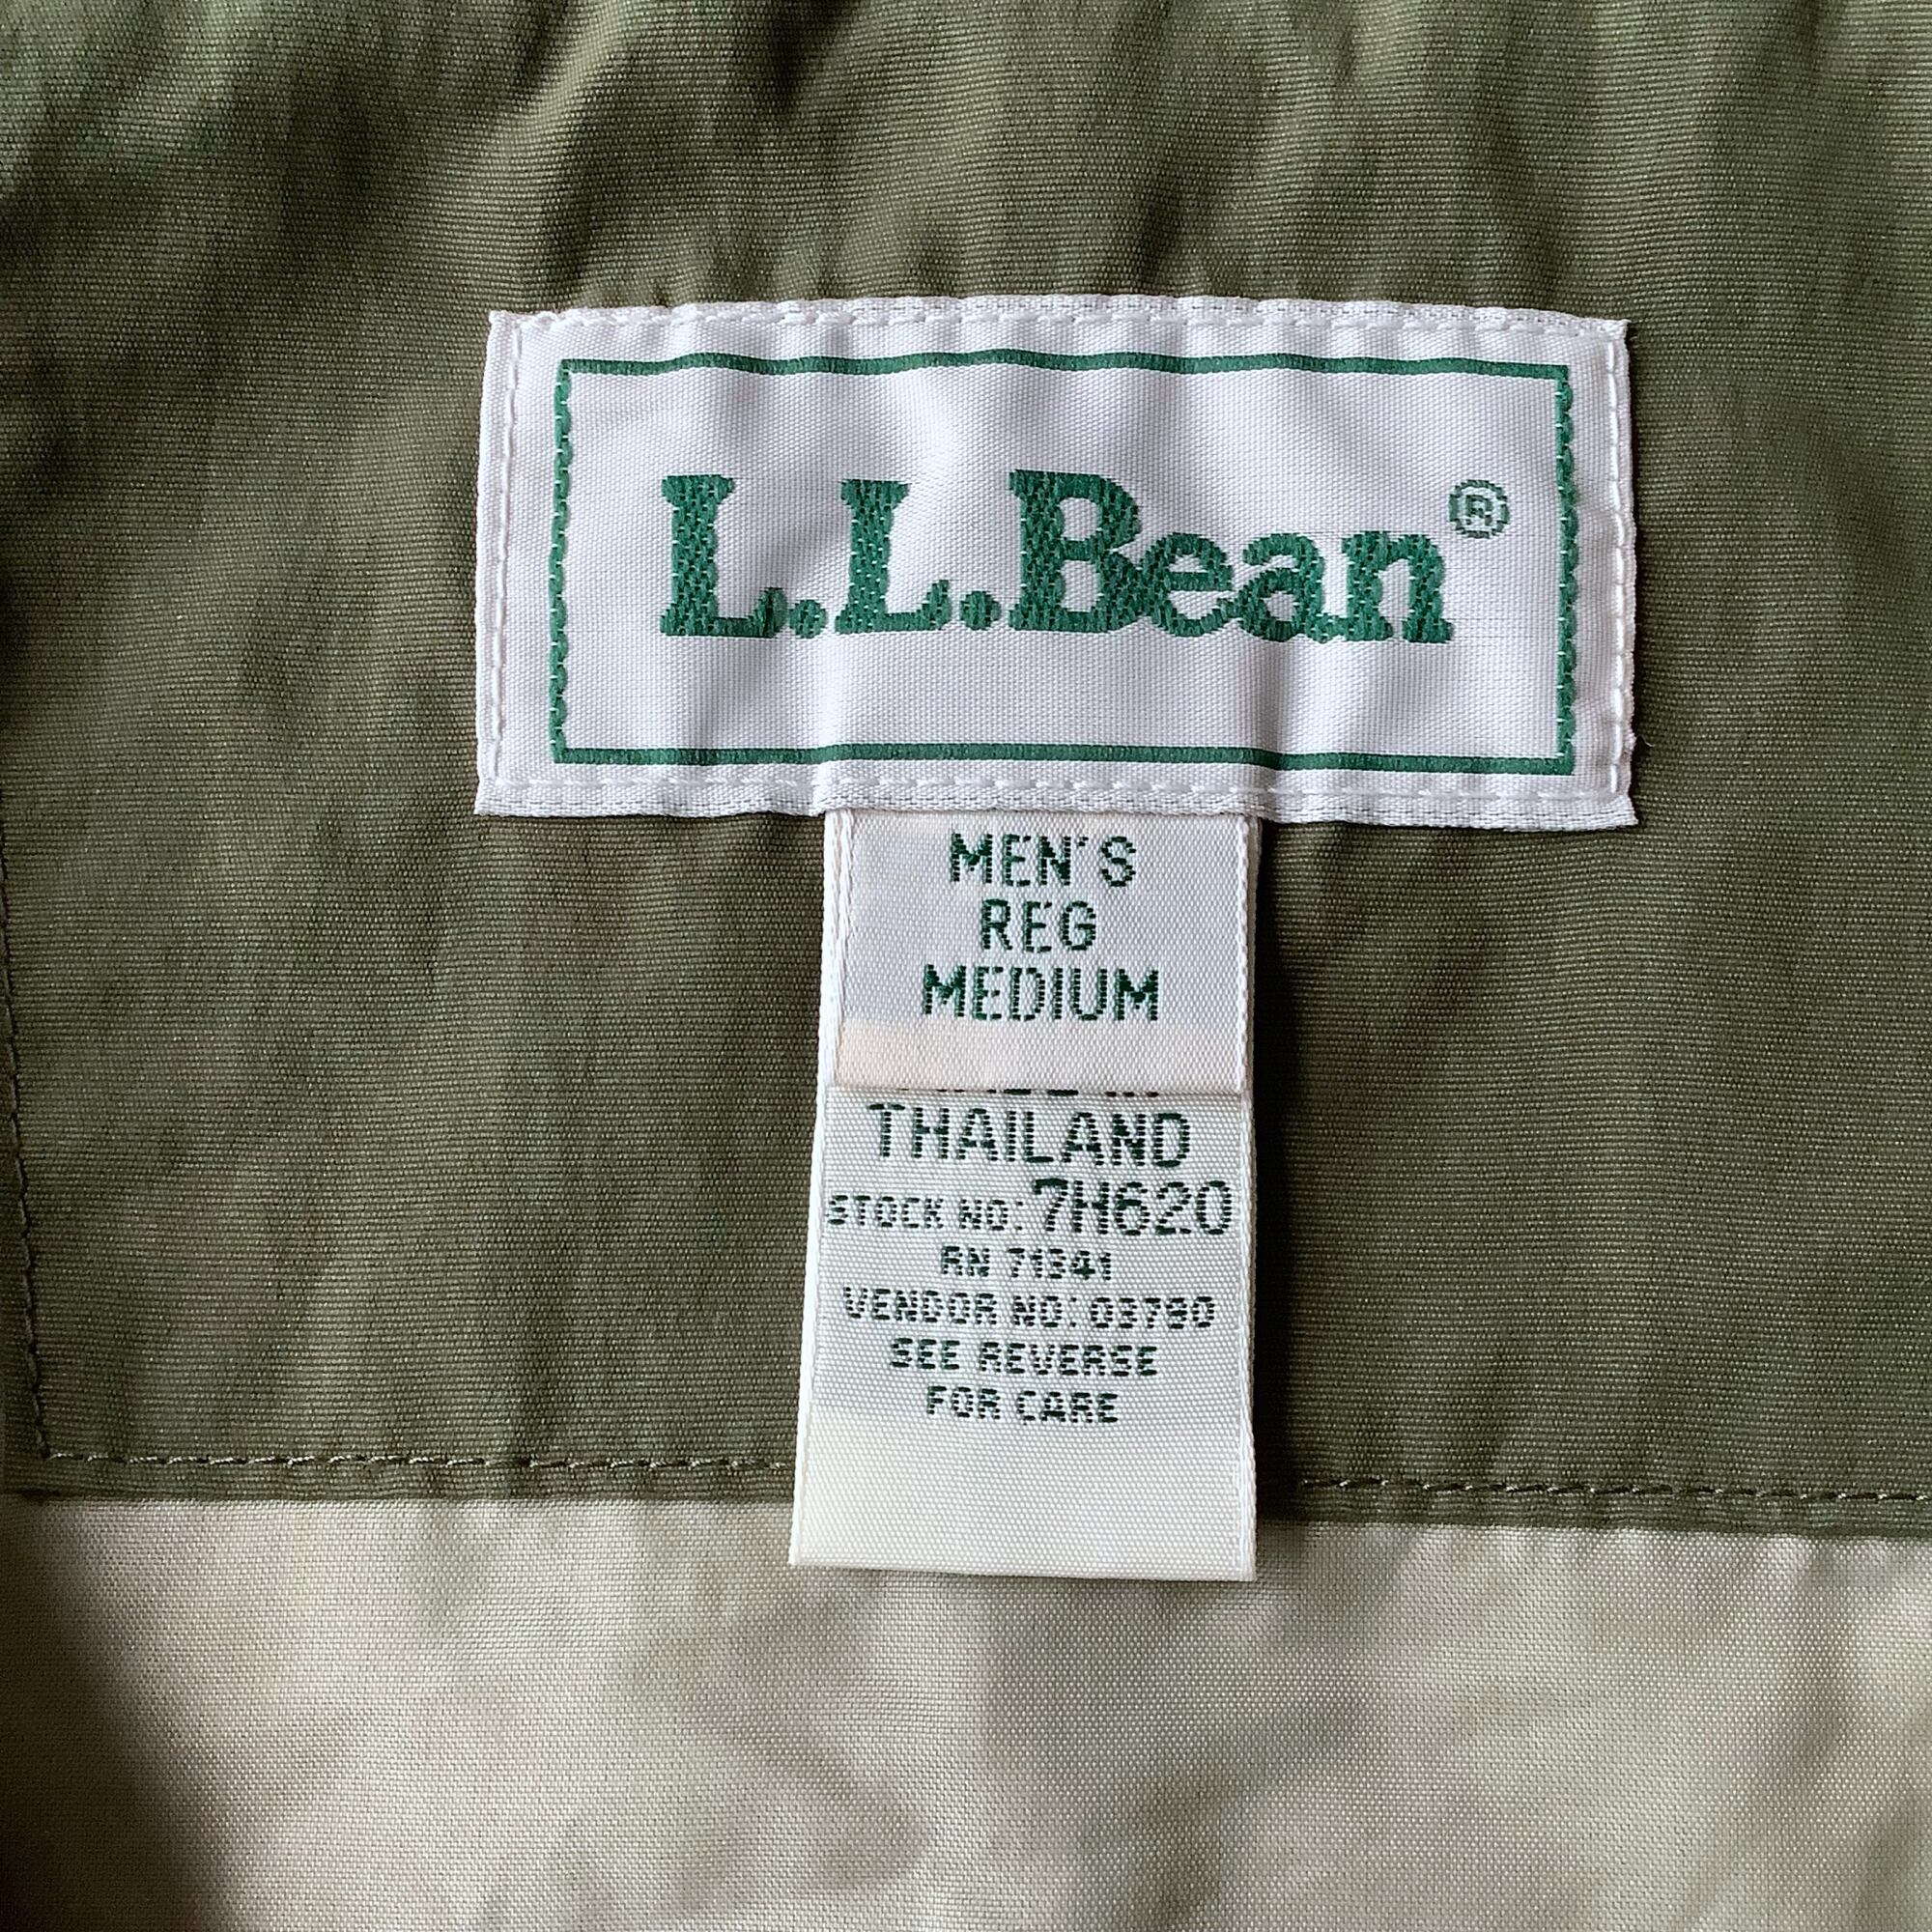 L.L.Bean®
MEN'S
REG
MEDIUM
THAILAND
STOCK NO: 7H620
RN 71341
VENDOR NO: 03790
SEE REVERSE
FOR CARE